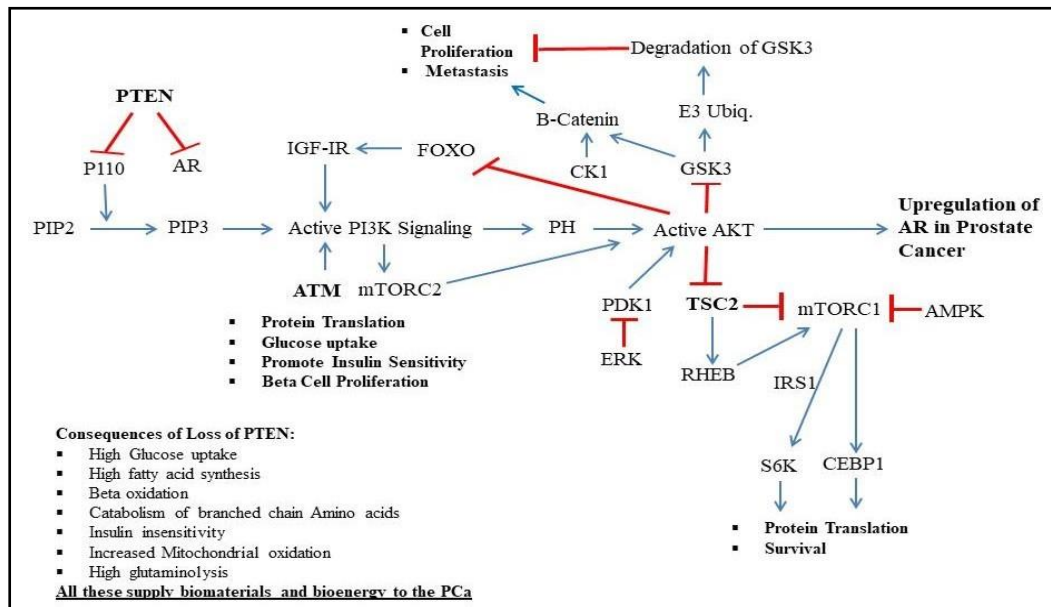 ▪ Cell
Proliferation
▪ Metastasis
Degradation of GSK3
PTEN
E3 Ubiq.
B-Catenin
IGF-IR
FOXO
P110
AR
CK1
GSK3
PIP2
PIP3
Active PI3K Signaling
PH
Active AKT
Upregulation of
AR in Prostate
Cancer
ATM
mTORC2
PDK1
TSC2
mTORC1
AMPK
▪ Protein Translation
▪ Glucose uptake
▪ Promote Insulin Sensitivity
▪ Beta Cell Proliferation
ERK
RHEB
IRS1
Consequences of Loss of PTEN:
▪ High Glucose uptake
▪ High fatty acid synthesis
▪ Beta oxidation
▪ Catabolism of branched chain Amino acids
▪ Insulin insensitivity
▪ Increased Mitochondrial oxidation
▪ High glutaminolysis
All these supply biomaterials and bioenergy to the PCa
S6K
CEBP1
▪ Protein Translation
▪ Survival